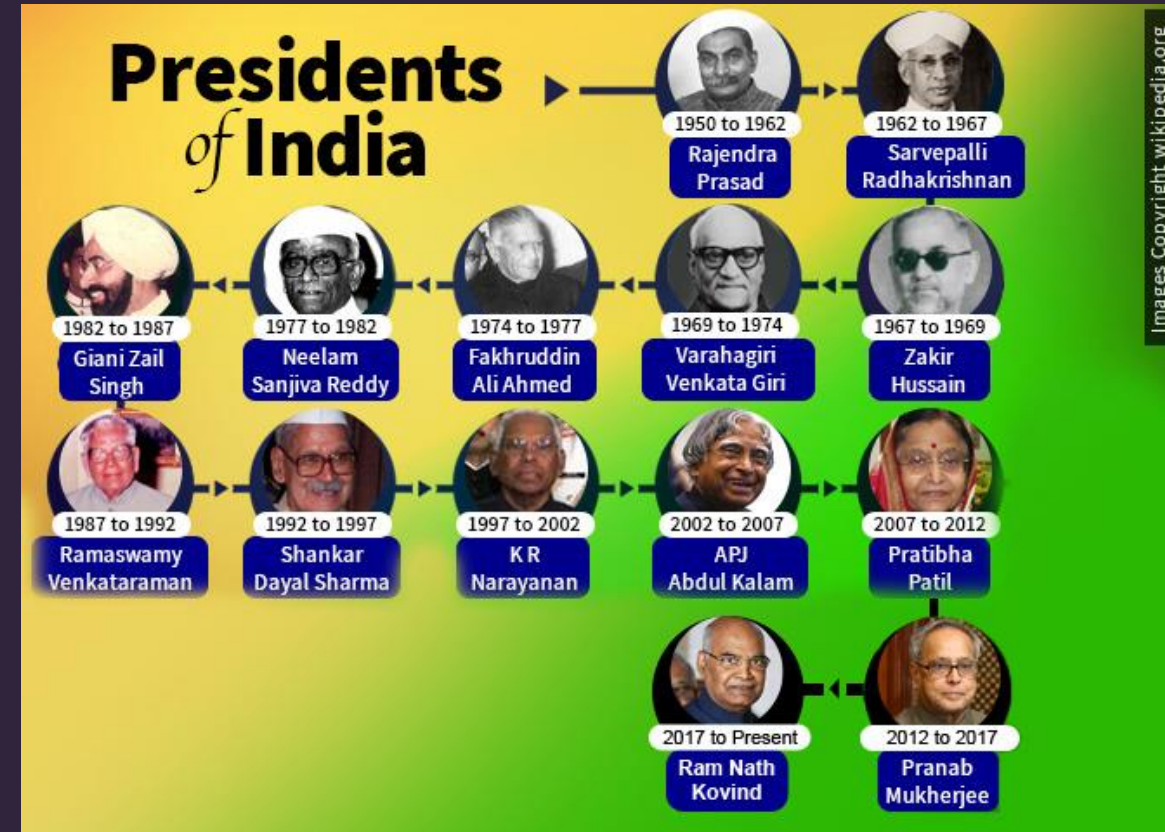 Presidents
of India
1950 to 1962
Rajendra
Prasad
1962 to 1967
Sarvepalli
Radhakrishnan
1967 to 1969
Zakir
Hussain
1969 to 1974
Varahagiri
Venkata Giri
1974 to 1977
Fakhruddin
Ali Ahmed
1977 to 1982
Neelam
Sanjiva Reddy
1982 to 1987
Giani Zail
Singh
1987 to 1992
Ramaswamy
Venkataraman
1992 to 1997
Shankar
Dayal Sharma
1997 to 2002
K R
Narayanan
2002 to 2007
APJ
Abdul Kalam
2007 to 2012
Pratibha
Patil
2012 to 2017
Pranab
Mukherjee
2017 to Present
Ram Nath
Kovind
Images Copyright wikipedia.org